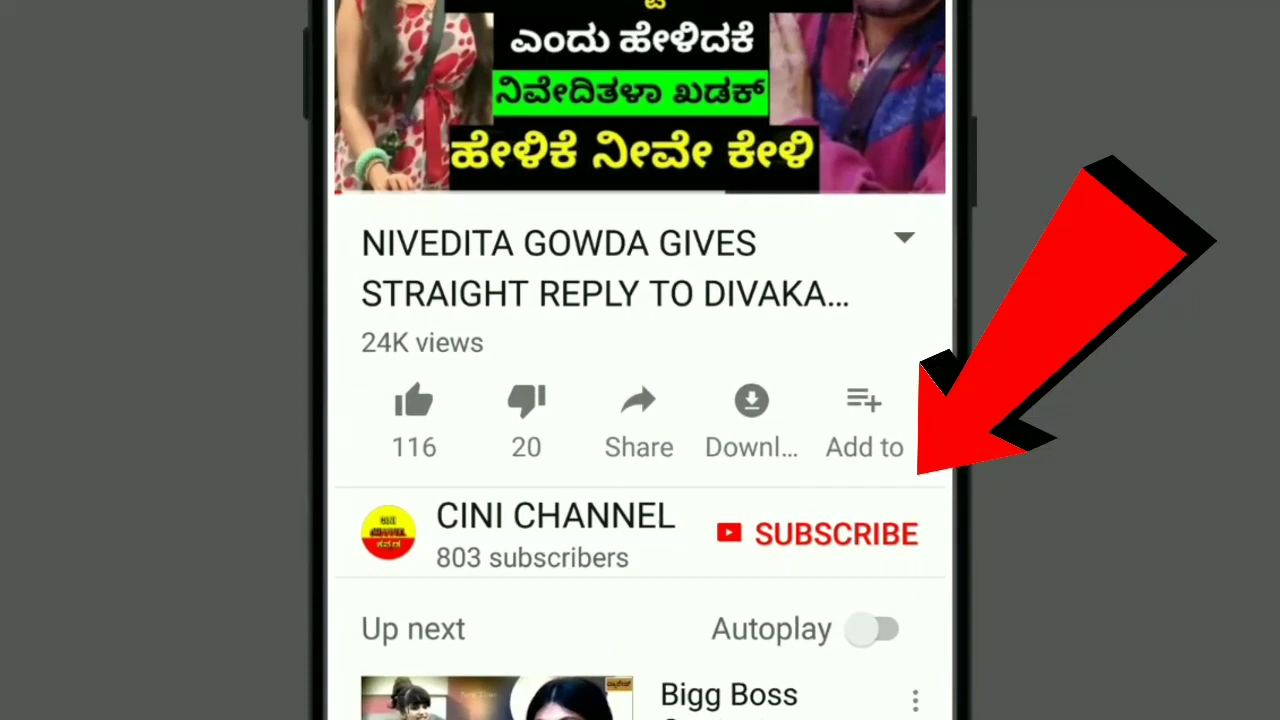 ಎಂದು ಹೇಳಿದಕೆ
ನಿವೇದಿತಳಾ ಖಡಕ್
ಹೇಳಿಕೆ ನೀವೇ ಕೇಳಿ
NIVEDITA GOWDA GIVES
STRAIGHT REPLY TO DIVAKA...
24K views
116
20
Share
Downl...
Add to
CINI CHANNEL
803 subscribers
SUBSCRIBE
Up next
Autoplay
Bigg Boss